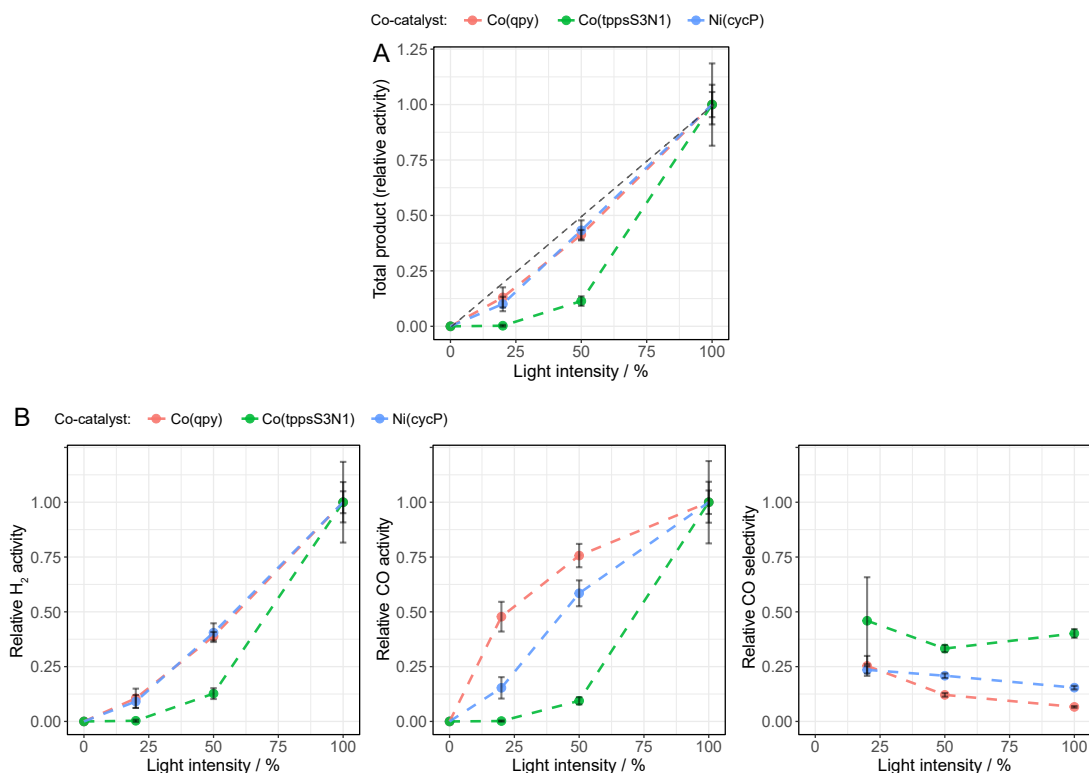 Co-catalyst: Co(qpy) Co(tppsS3N1) Ni(cycP)
A
Total product (relative activity)
1.25
1.00
0.75
0.50
0.25
0.00
0 25 50 75 100
Light intensity / %
B
Co-catalyst: Co(qpy) Co(tppsS3N1) Ni(cycP)
Relative H₂ activity
1.00
0.75
0.50
0.25
0.00
0 25 50 75 100
Light intensity / %
Relative CO activity
1.00
0.75
0.50
0.25
0.00
0 25 50 75 100
Light intensity / %
Relative CO selectivity
1.00
0.75
0.50
0.25
0.00
0 25 50 75 100
Light intensity / %